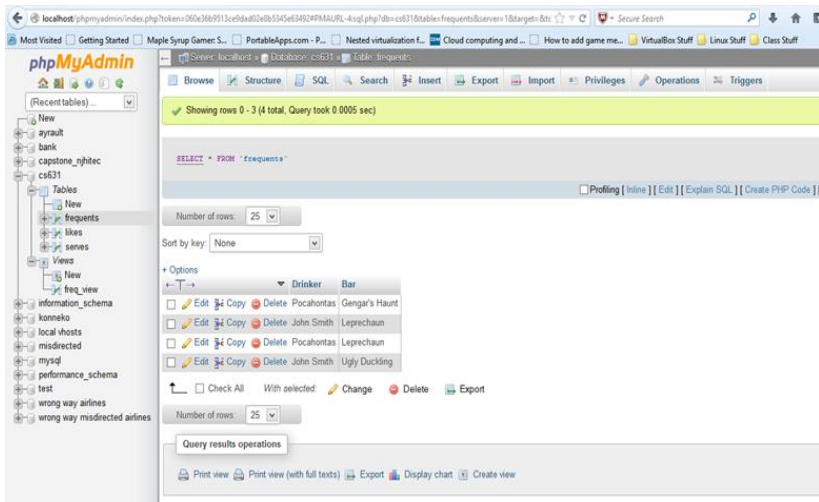 localhost/phpmyadmin/index.php?token=060e36b9513ce9dad02e8b5345e63492#PMAURL-4:sql.php?db=cs631&table=frequents&server=1&target=&tc
Secure Search
Most Visited Getting Started Maple Syrup Gamer: S... PortableApps.com - P... Nested virtualization f... Cloud computing and ... How to add game me... VirtualBox Stuff Linux Stuff Class Stuff
phpMyAdmin
(Recent tables) ...
New
ayrault
bank
capstone_njhitec
cs631
Tables
New
frequents
likes
serves
Views
New
freq_view
information_schema
konneko
local vhosts
misdirected
mysql
performance_schema
test
wrong way airlines
wrong way misdirected airlines
Server: localhost » Database: cs631 » Table: frequents
Browse Structure SQL Search Insert Export Import Privileges Operations Triggers
Showing rows 0 - 3 (4 total, Query took 0.0005 sec)
SELECT * FROM `frequents`
Profiling [ Inline ] [ Edit ] [ Explain SQL ] [ Create PHP Code ]
Number of rows: 25
Sort by key: None
+ Options
←T→ Drinker Bar
Edit Copy Delete Pocahontas Gengar's Haunt
Edit Copy Delete John Smith Leprechaun
Edit Copy Delete Pocahontas Leprechaun
Edit Copy Delete John Smith Ugly Duckling
Check All With selected: Change Delete Export
Number of rows: 25
Query results operations
Print view Print view (with full texts) Export Display chart Create view